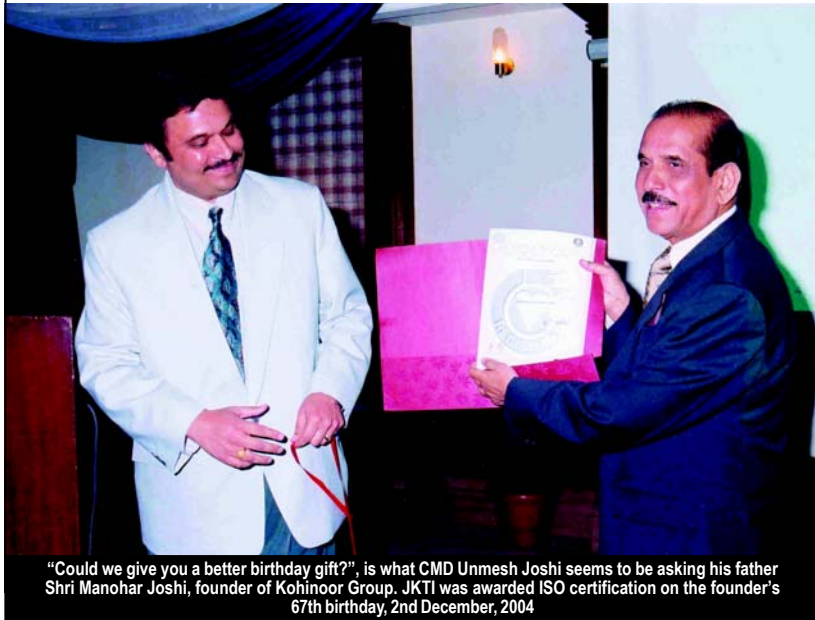 “Could we give you a better birthday gift?”, is what CMD Unmesh Joshi seems to be asking his father
Shri Manohar Joshi, founder of Kohinoor Group. JKTI was awarded ISO certification on the founder’s
67th birthday, 2nd December, 2004